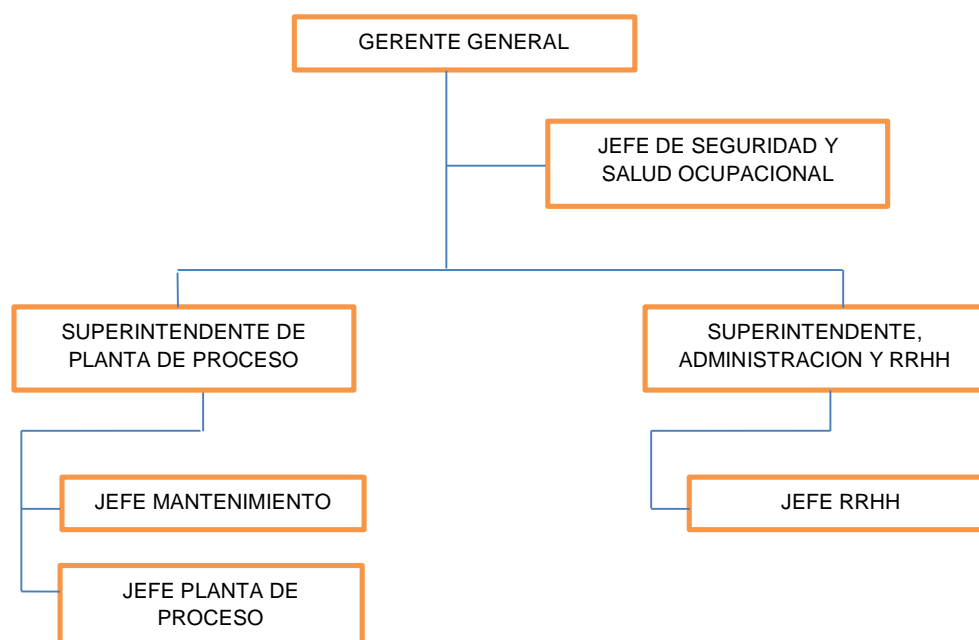 GERENTE GENERAL
JEFE DE SEGURIDAD Y
SALUD OCUPACIONAL
SUPERINTENDENTE DE
PLANTA DE PROCESO
SUPERINTENDENTE,
ADMINISTRACION Y RRHH
JEFE MANTENIMIENTO
JEFE RRHH
JEFE PLANTA DE
PROCESO